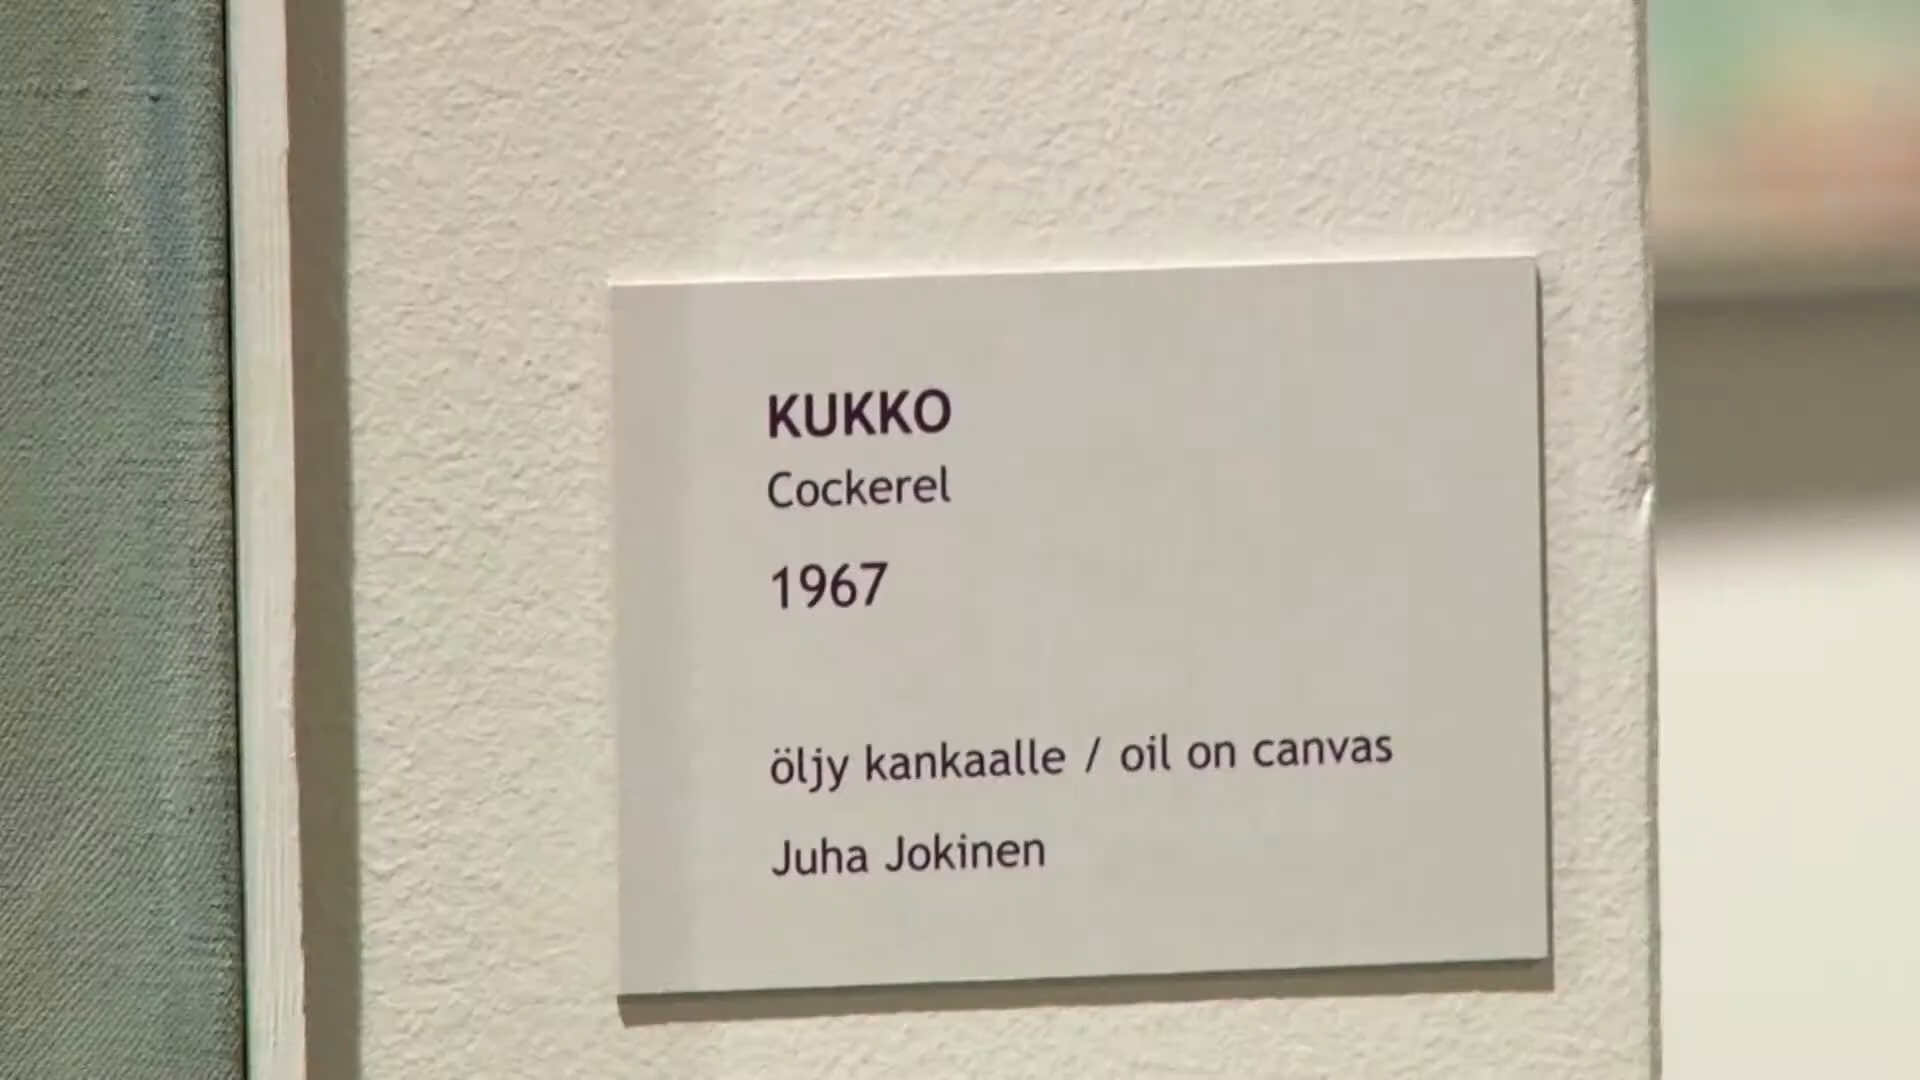 KUKKO
Cockerel
1967
öljy kankaalle / oil on canvas
Juha Jokinen